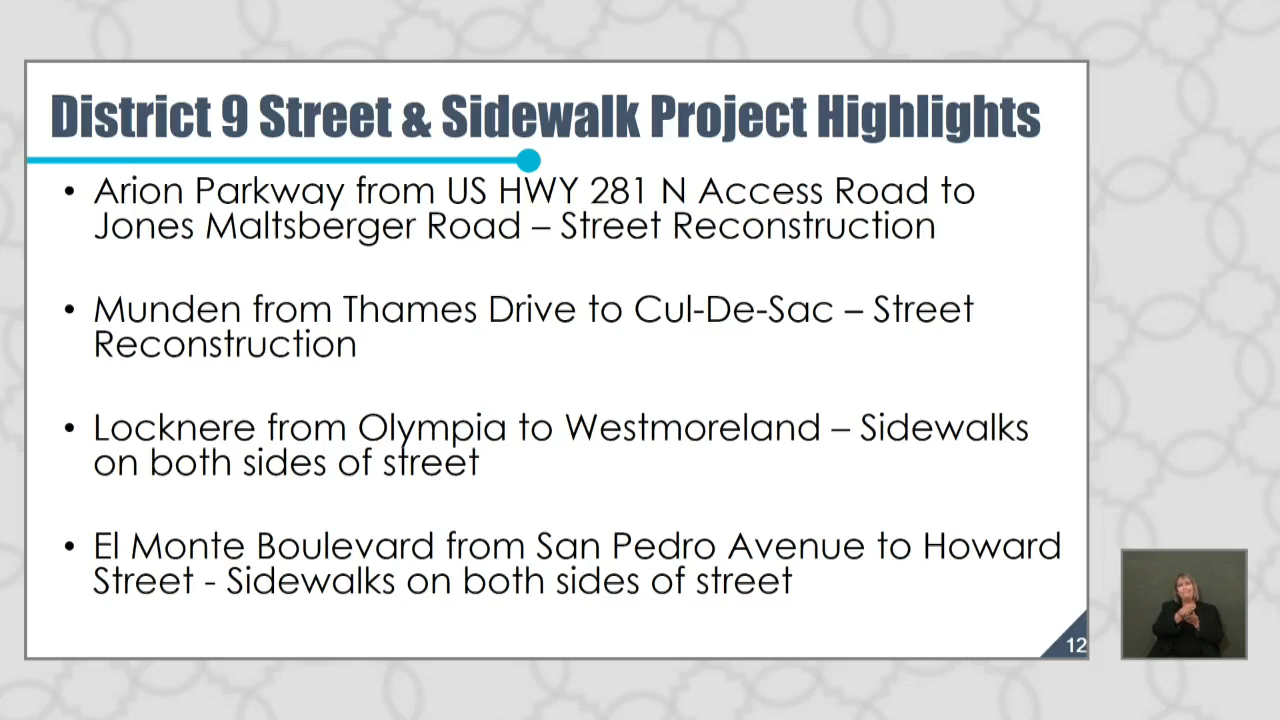 District 9 Street & Sidewalk Project Highlights
• Arion Parkway from US HWY 281 N Access Road to
Jones Maltsberger Road – Street Reconstruction
• Munden from Thames Drive to Cul-De-Sac – Street
Reconstruction
• Locknere from Olympia to Westmoreland – Sidewalks
on both sides of street
• El Monte Boulevard from San Pedro Avenue to Howard
Street - Sidewalks on both sides of street
12